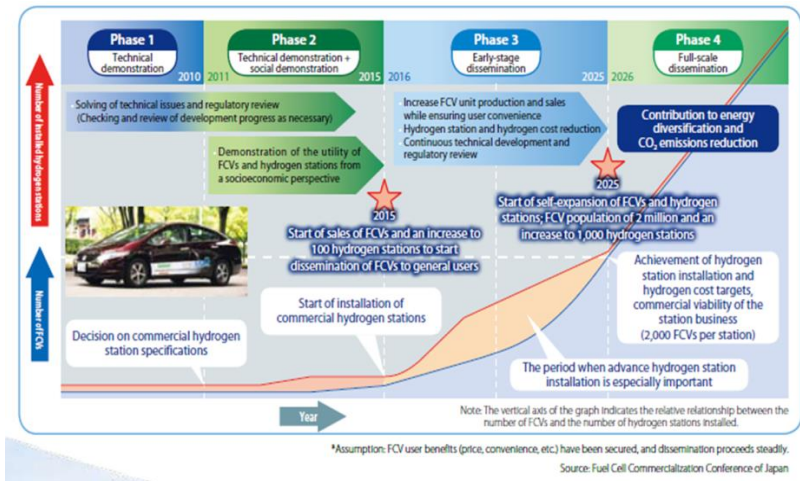 Phase 1
Technical
demonstration
2010
2011
Phase 2
Technical demonstration +
social demonstration
2015
2016
Phase 3
Early-stage
dissemination
2025
2026
Phase 4
Full-scale
dissemination
Number of installed hydrogen stations
Number of FCVs
Solving of technical issues and regulatory review
(Checking and review of development progress as necessary)
Demonstration of the utility of
FCVs and hydrogen stations from
a socioeconomic perspective
Increase FCV unit production and sales
while ensuring user convenience
Hydrogen station and hydrogen cost reduction
Continuous technical development and
regulatory review
Contribution to energy
diversification and
CO₂ emissions reduction
2015
Start of sales of FCVs and an increase to
100 hydrogen stations to start
dissemination of FCVs to general users
2025
Start of self-expansion of FCVs and hydrogen
stations; FCV population of 2 million and an
increase to 1,000 hydrogen stations
Decision on commercial hydrogen
station specifications
Start of installation of
commercial hydrogen stations
Achievement of hydrogen
station installation and
hydrogen cost targets,
commercial viability of the
station business
(2,000 FCVs per station)
The period when advance hydrogen station
installation is especially important
Year
Note: The vertical axis of the graph indicates the relative relationship between the
number of FCVs and the number of hydrogen stations installed.
*Assumption: FCV user benefits (price, convenience, etc.) have been secured, and dissemination proceeds steadily.
Source: Fuel Cell Commercialization Conference of Japan